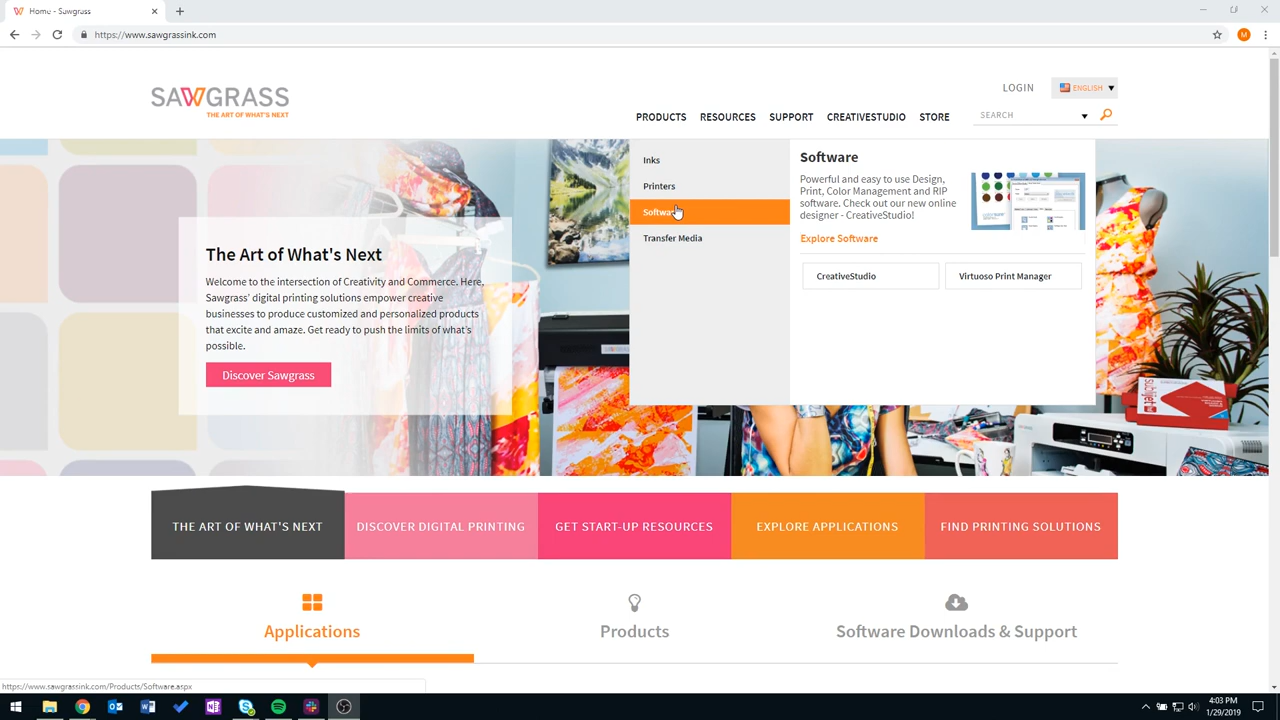 Home - Sawgrass
https://www.sawgrassink.com
M
SAWGRASS
THE ART OF WHAT'S NEXT
LOGIN
ENGLISH
PRODUCTS
RESOURCES
SUPPORT
CREATIVESTUDIO
STORE
SEARCH
Inks
Printers
Software
Transfer Media
Software
Powerful and easy to use Design,
Print, Color Management and RIP
software. Check out our new online
designer - CreativeStudio!
Explore Software
CreativeStudio
Virtuoso Print Manager
The Art of What's Next
Welcome to the intersection of Creativity and Commerce. Here,
Sawgrass' digital printing solutions empower creative
businesses to produce customized and personalized products
that excite and amaze. Get ready to push the limits of what's
possible.
Discover Sawgrass
THE ART OF WHAT'S NEXT
DISCOVER DIGITAL PRINTING
GET START-UP RESOURCES
EXPLORE APPLICATIONS
FIND PRINTING SOLUTIONS
Applications
Products
Software Downloads & Support
https://www.sawgrassink.com/Products/Software.aspx
4:03 PM
1/29/2019